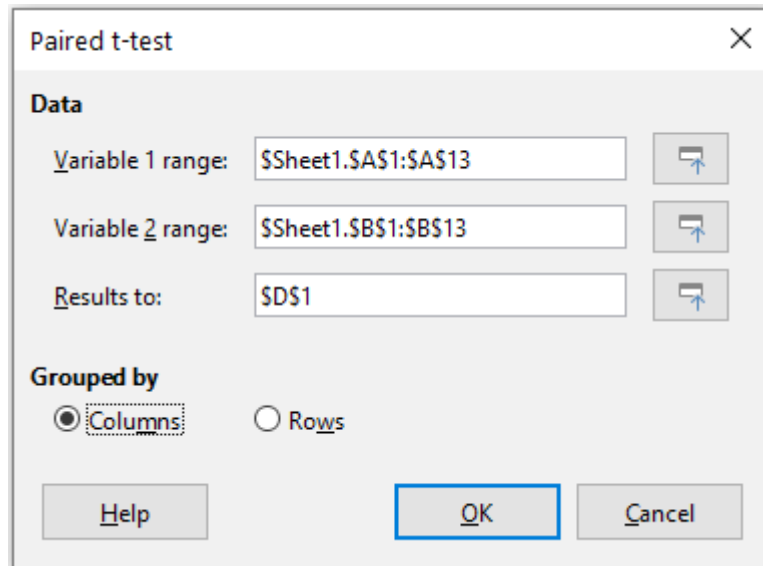 Paired t-test
Data
Variable 1 range: $Sheet1.$A$1:$A$13
Variable 2 range: $Sheet1.$B$1:$B$13
Results to: $D$1
Grouped by
Columns Rows
Help OK Cancel